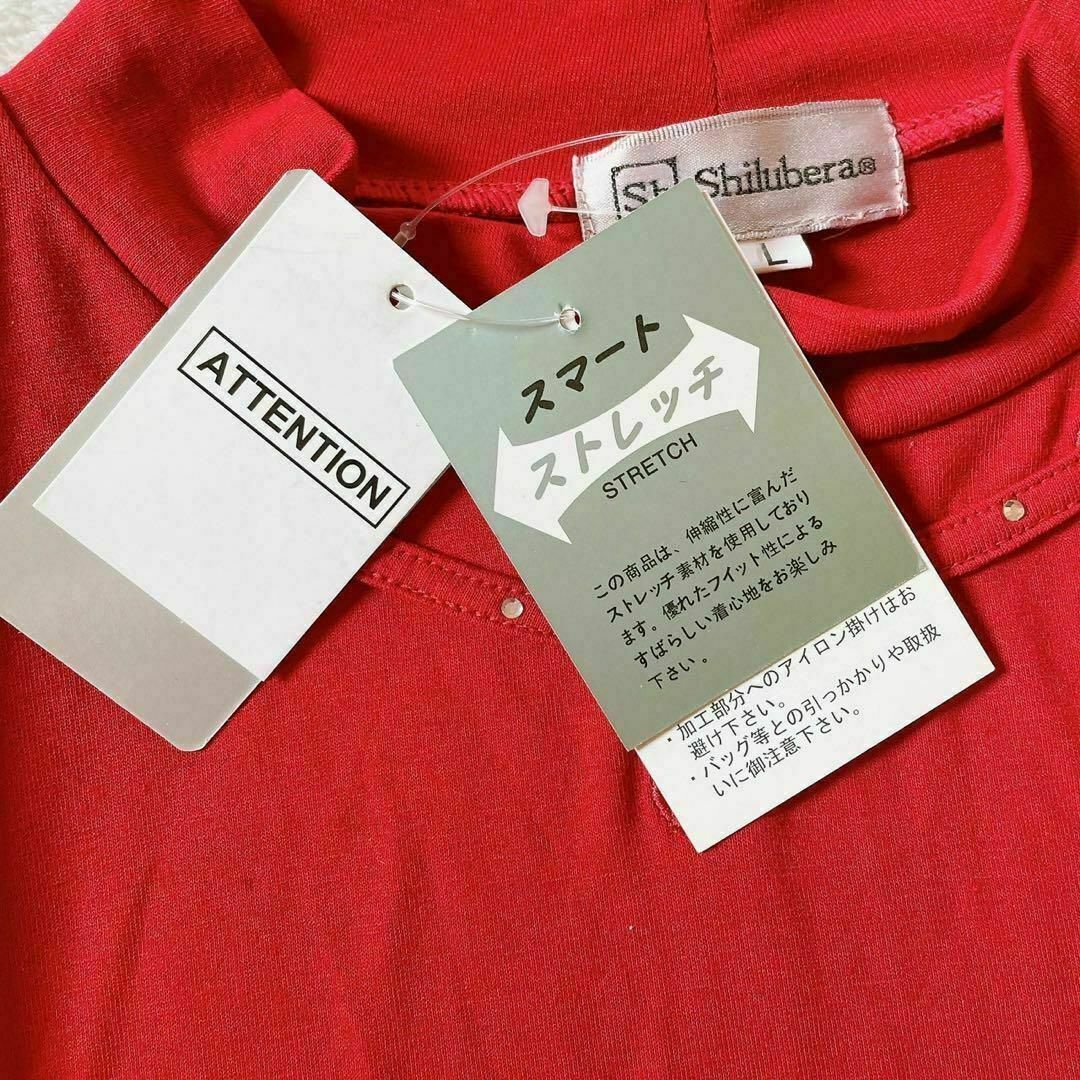 Sh
Shilubera®
L
ATTENTION
スマート
ストレッチ
STRETCH
この商品は、伸縮性に富んだ
ストレッチ素材を使用しており
ます。優れたフイット性による
すばらしい着心地をお楽しみ
下さい。
・加工部分へのアイロン掛けはお
避け下さい。
・バッグ等との引っかかりや取扱
いに御注意下さい。